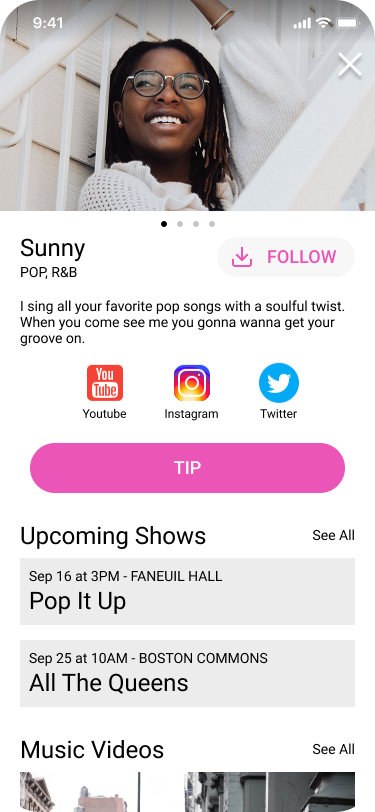 9:41
Sunny
POP, R&B
FOLLOW
I sing all your favorite pop songs with a soulful twist.
When you come see me you gonna wanna get your
groove on.
You
Tube
Youtube
Instagram
Twitter
TIP
Upcoming Shows
See All
Sep 16 at 3PM - FANEUIL HALL
Pop It Up
Sep 25 at 10AM - BOSTON COMMONS
All The Queens
Music Videos
See All